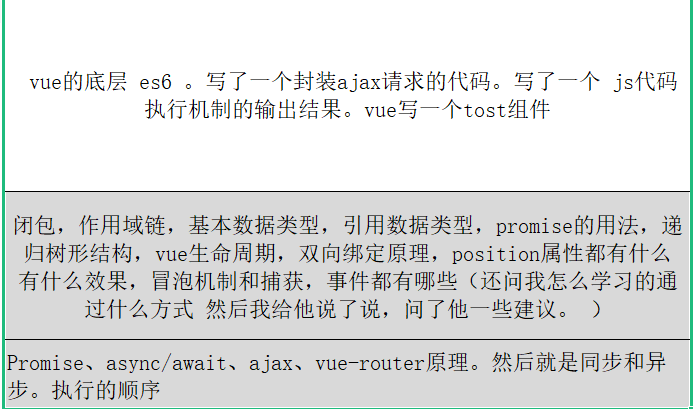 vue的底层 es6 。写了一个封装ajax请求的代码。写了一个 js代码
执行机制的输出结果。vue写一个tost组件
闭包，作用域链，基本数据类型，引用数据类型，promise的用法，递
归树形结构，vue生命周期，双向绑定原理，position属性都有什么
有什么效果，冒泡机制和捕获，事件都有哪些（还问我怎么学习的通
过什么方式 然后我给他说了说，问了他一些建议。 ）
Promise、async/await、ajax、vue-router原理。然后就是同步和异
步。执行的顺序